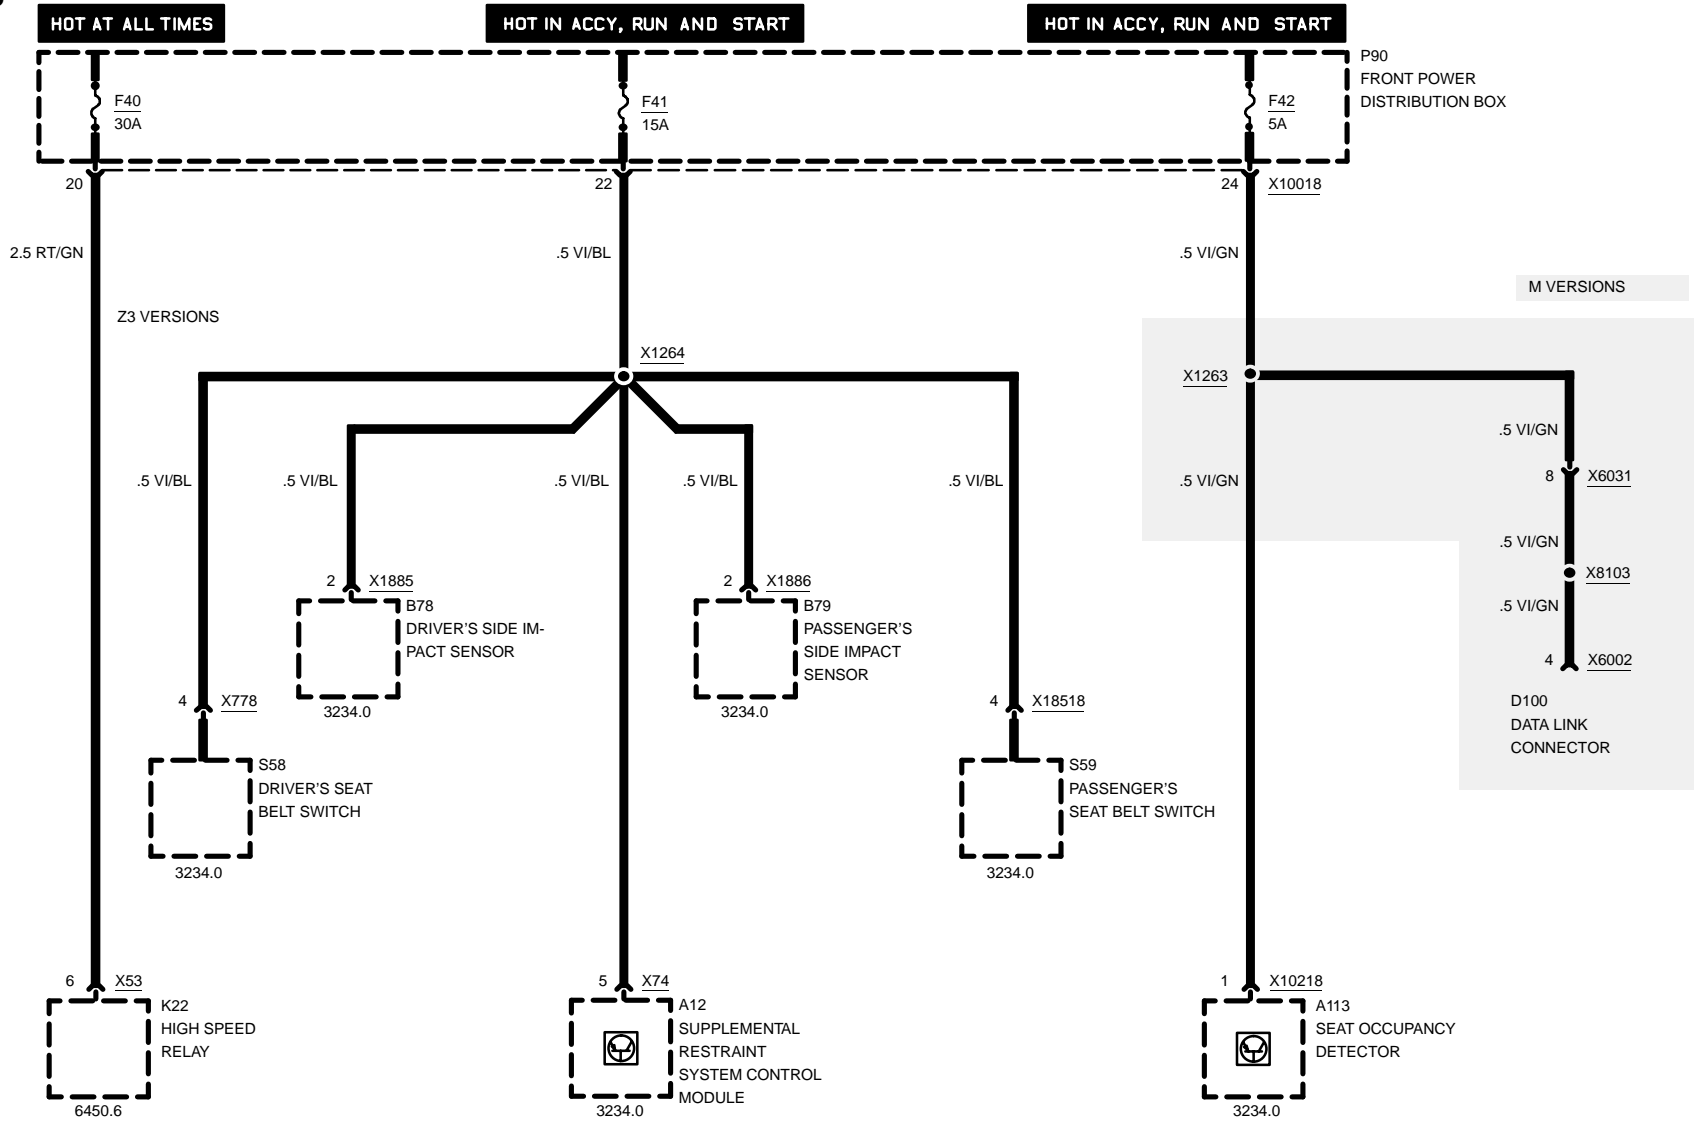 HOT AT ALL TIMES
HOT IN ACCY, RUN AND START
HOT IN ACCY, RUN AND START
P90
FRONT POWER
DISTRIBUTION BOX
F40
30A
F41
15A
F42
5A
20
22
24
X10018
2.5 RT/GN
.5 VI/BL
.5 VI/GN
M VERSIONS
Z3 VERSIONS
X1264
X1263
.5 VI/GN
.5 VI/BL
.5 VI/BL
.5 VI/BL
.5 VI/BL
.5 VI/BL
.5 VI/GN
8
X6031
.5 VI/GN
X8103
.5 VI/GN
4
X6002
D100
DATA LINK
CONNECTOR
2
X1885
B78
DRIVER'S SIDE IM-
PACT SENSOR
3234.0
2
X1886
B79
PASSENGER'S
SIDE IMPACT
SENSOR
3234.0
4
X778
S58
DRIVER'S SEAT
BELT SWITCH
3234.0
4
X18518
S59
PASSENGER'S
SEAT BELT SWITCH
3234.0
6
X53
K22
HIGH SPEED
RELAY
6450.6
5
X74
A12
SUPPLEMENTAL
RESTRAINT
SYSTEM CONTROL
MODULE
3234.0
1
X10218
A113
SEAT OCCUPANCY
DETECTOR
3234.0